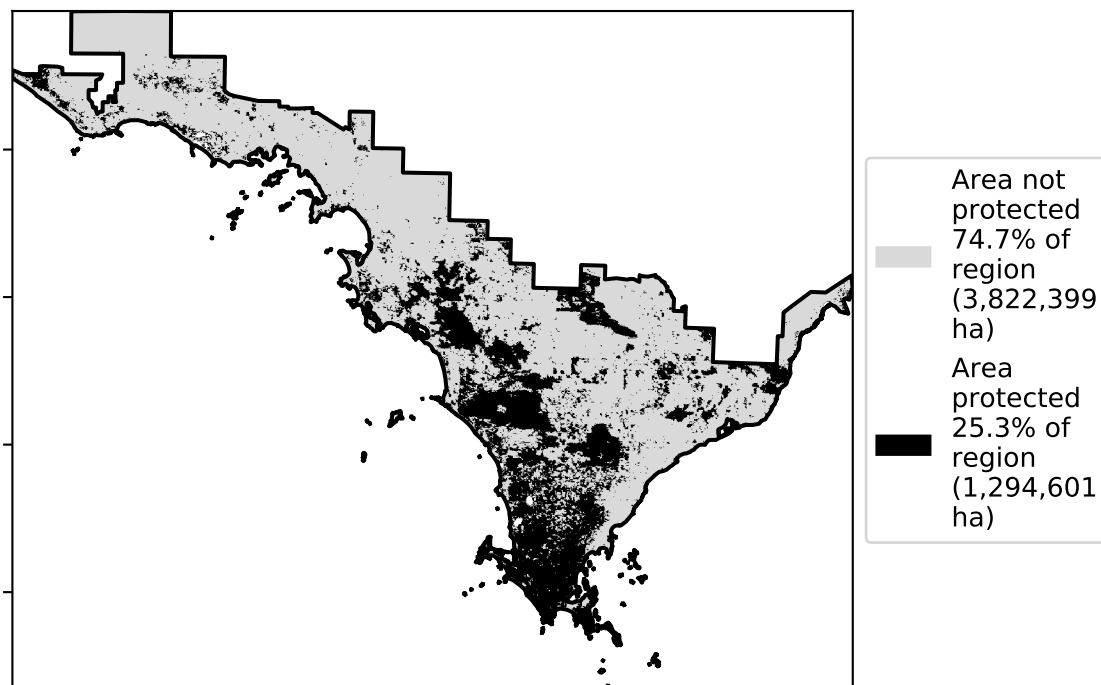 Area not
protected
74.7% of
region
(3,822,399
ha)
Area
protected
25.3% of
region
(1,294,601
ha)